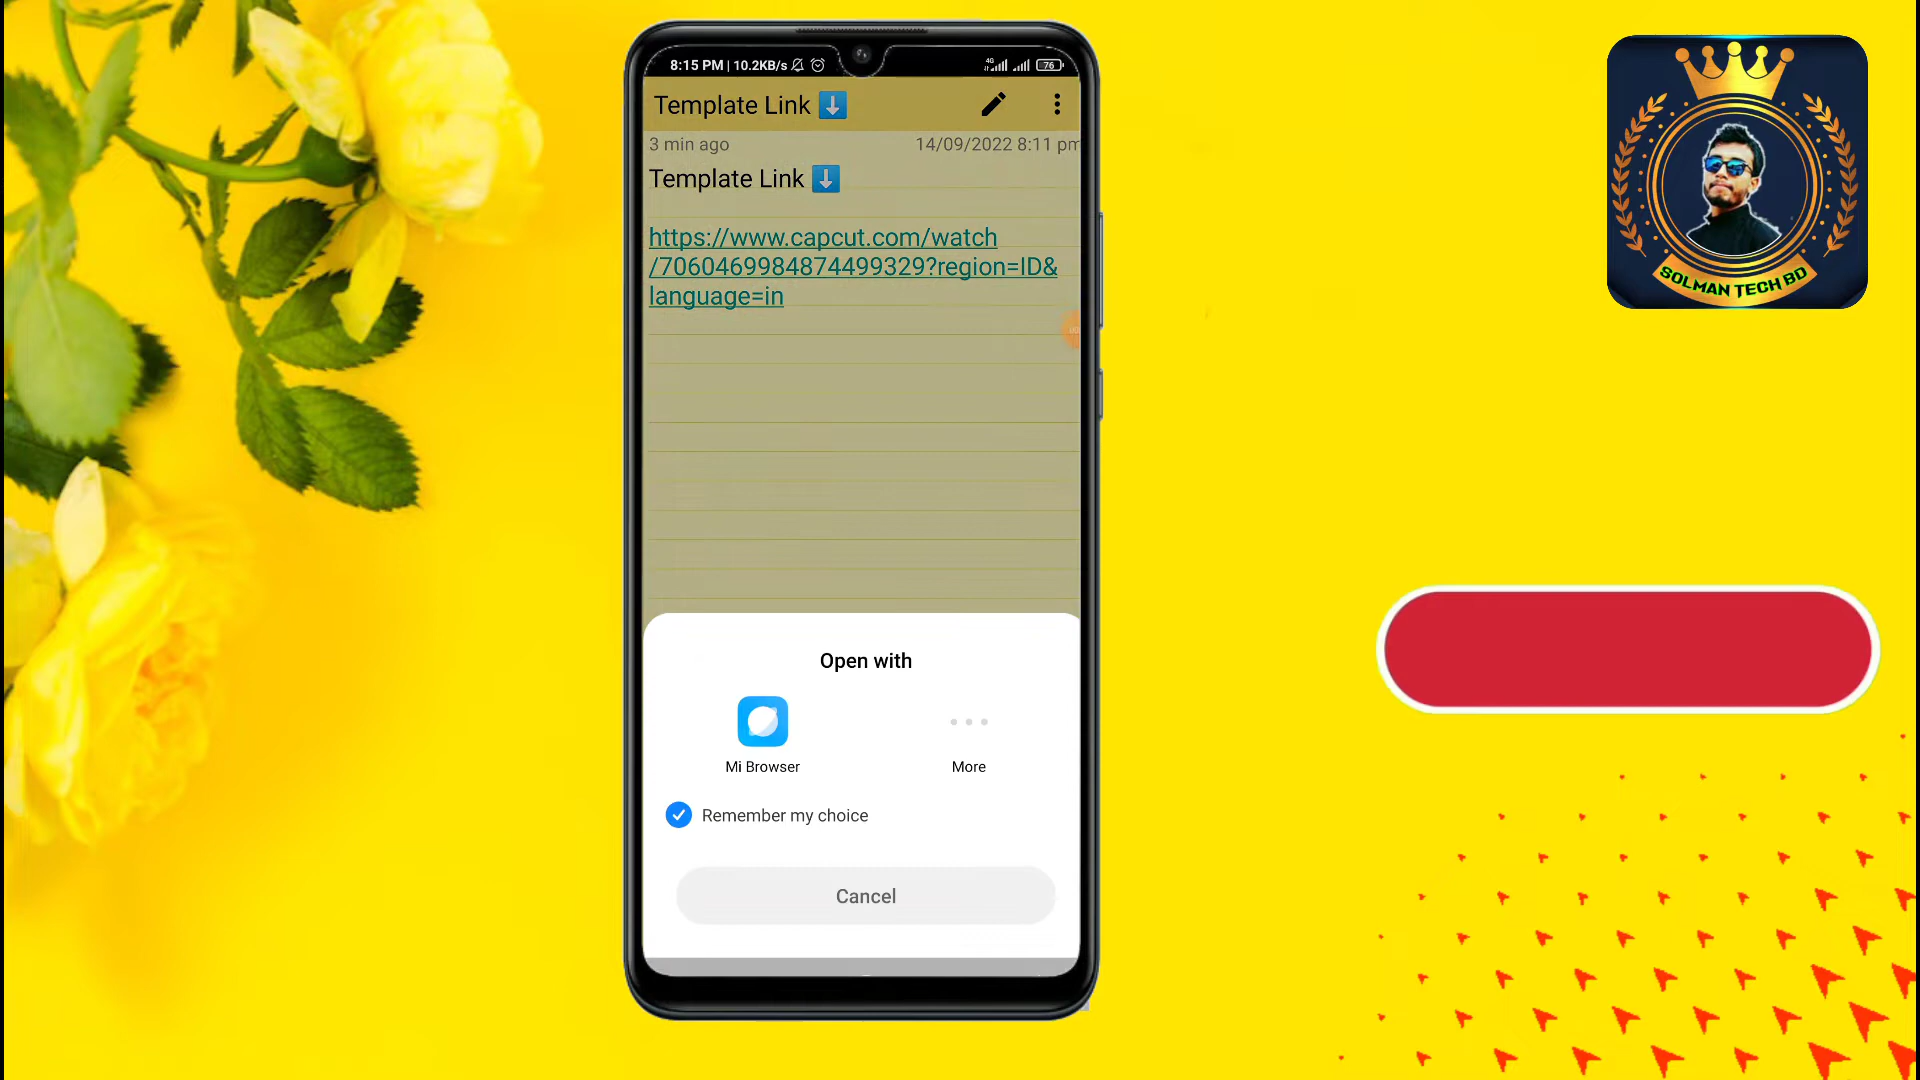 8:15 PM | 10.2KB/s 4G 76
Template Link ⬇️
3 min ago 14/09/2022 8:11 pm
Template Link ⬇️
https://www.capcut.com/watch
/7060469984874499329?region=ID&
language=in
Open with
Mi Browser
More
Remember my choice
Cancel
SOLMAN TECH BD